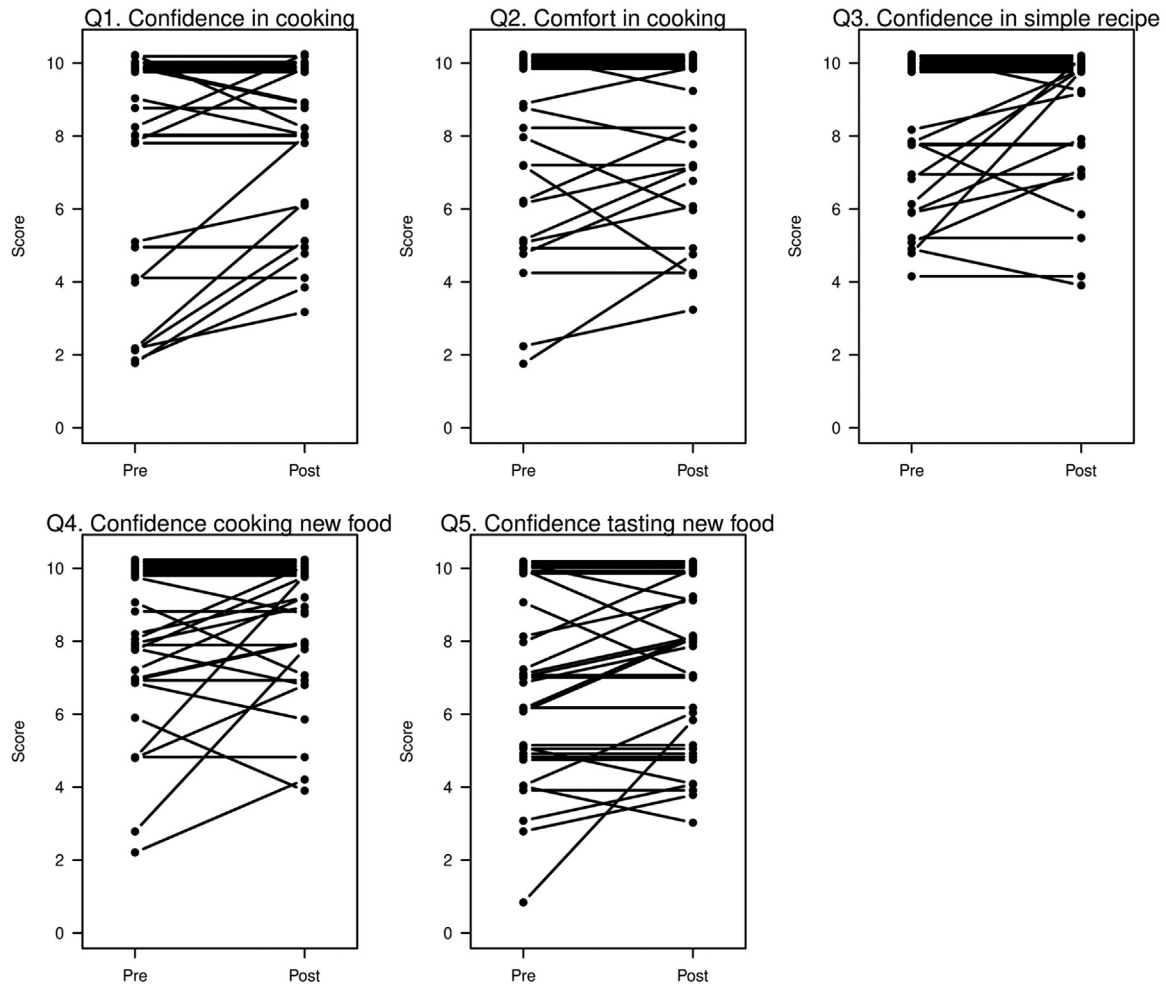 Q1. Confidence in cooking
Q2. Comfort in cooking
Q3. Confidence in simple recipe
10
8
6
4
2
0
Score
Pre
Post
10
8
6
4
2
0
Score
Pre
Post
10
8
6
4
2
0
Score
Pre
Post
Q4. Confidence cooking new food
Q5. Confidence tasting new food
10
8
6
4
2
0
Score
Pre
Post
10
8
6
4
2
0
Score
Pre
Post